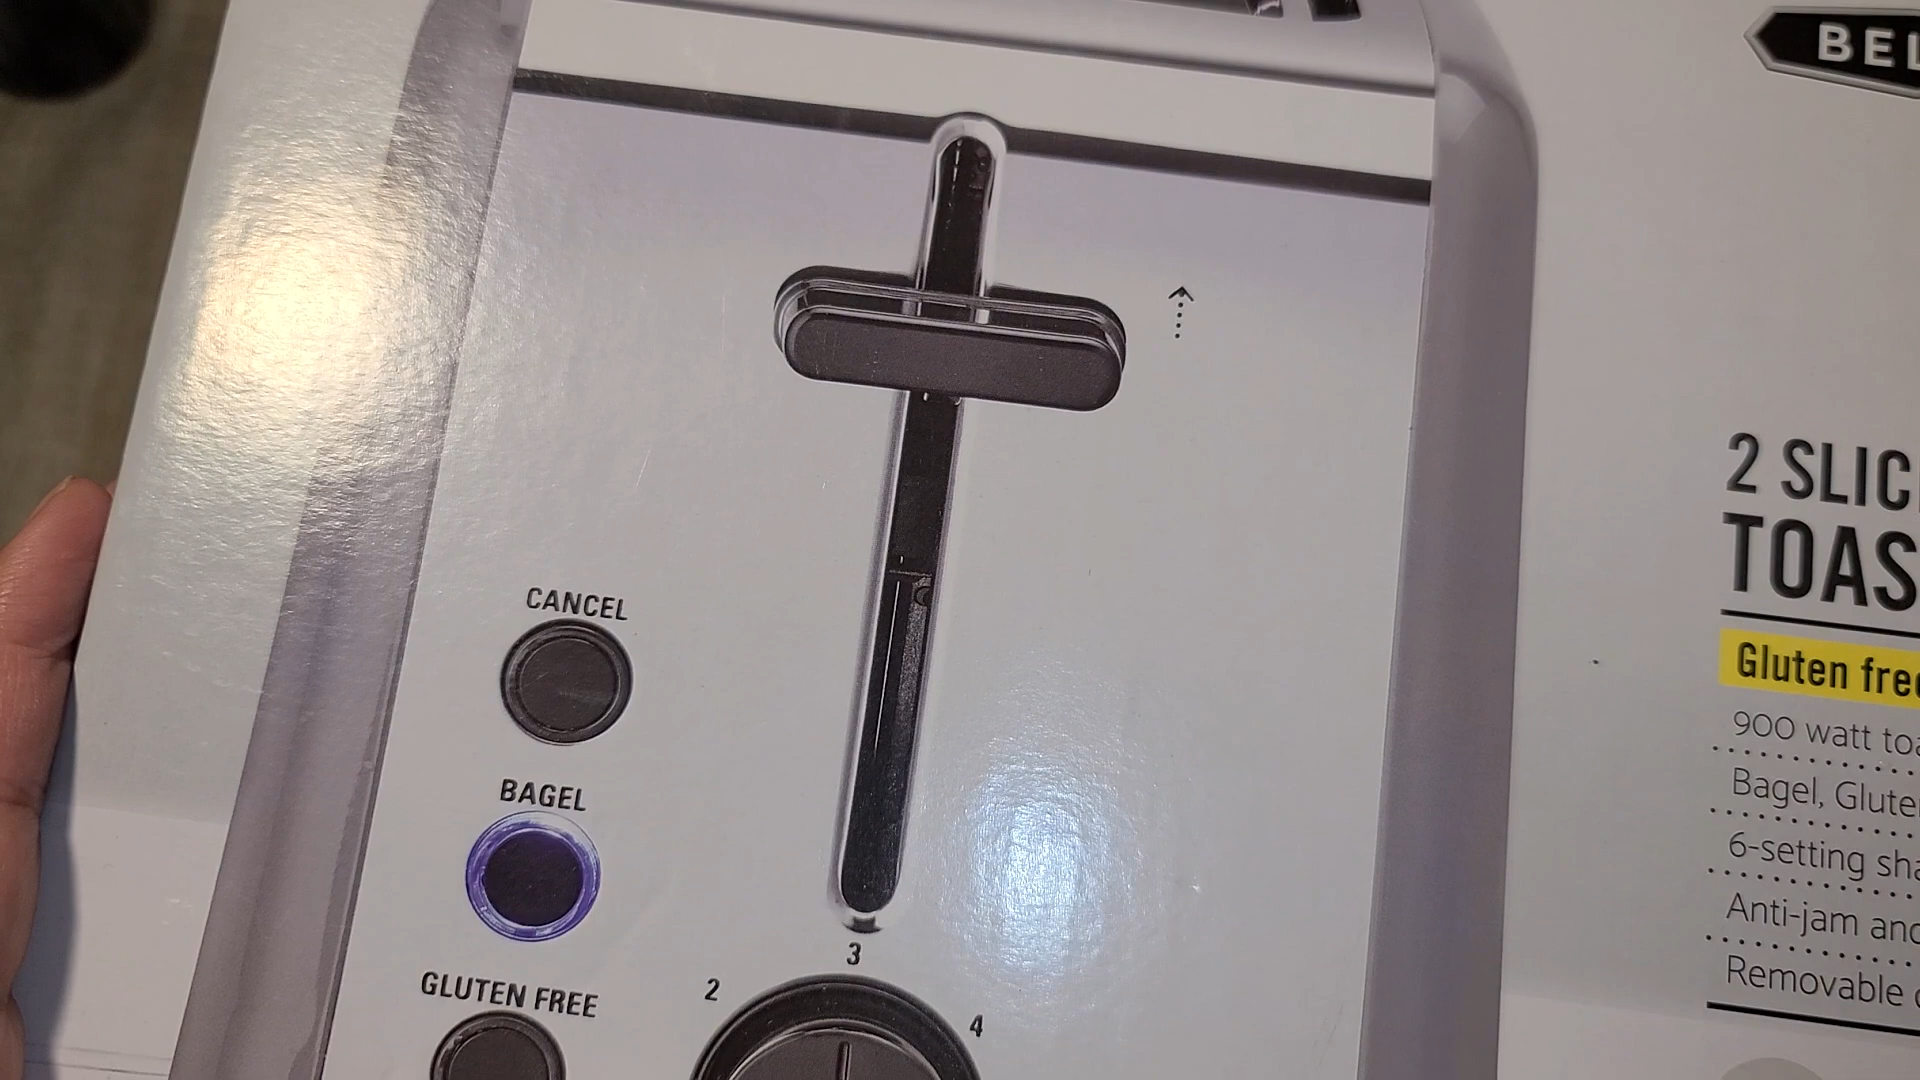 BEL
2 SLIC
TOAS
Gluten free
900 watt toa
Bagel, Glute
6-setting sha
Anti-jam and
Removable
CANCEL
BAGEL
GLUTEN FREE
2
3
4